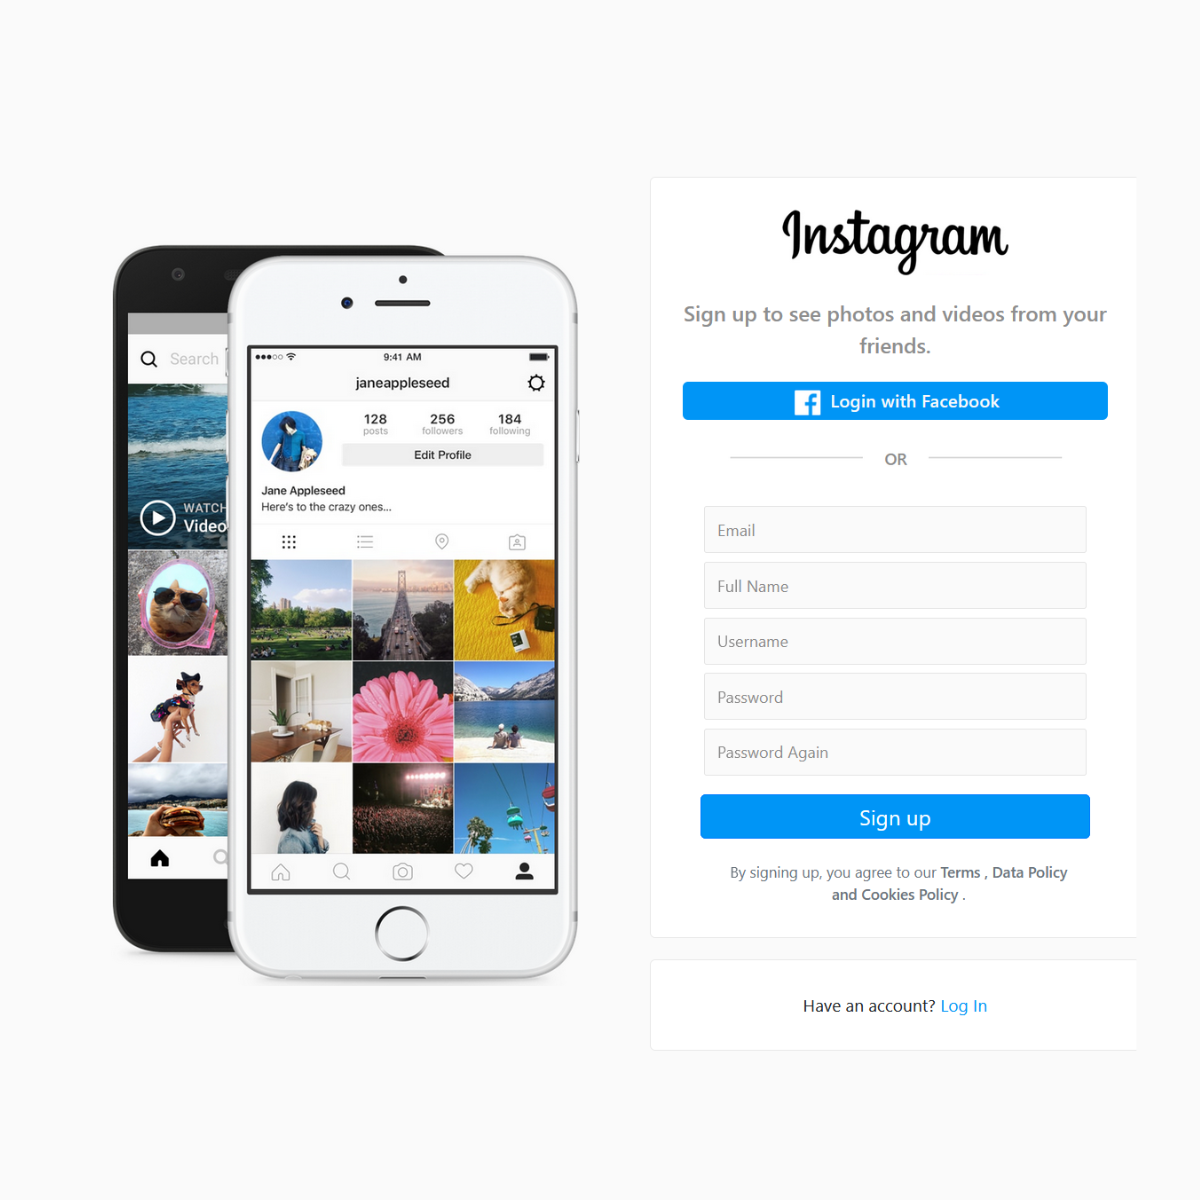 Search
WATCH
Video
9:41 AM
janeappleseed
128 256 184
posts followers following
Edit Profile
Jane Appleseed
Here's to the crazy ones...
Instagram
Sign up to see photos and videos from your
friends.
Login with Facebook
OR
Email
Full Name
Username
Password
Password Again
Sign up
By signing up, you agree to our Terms , Data Policy
and Cookies Policy .
Have an account? Log In